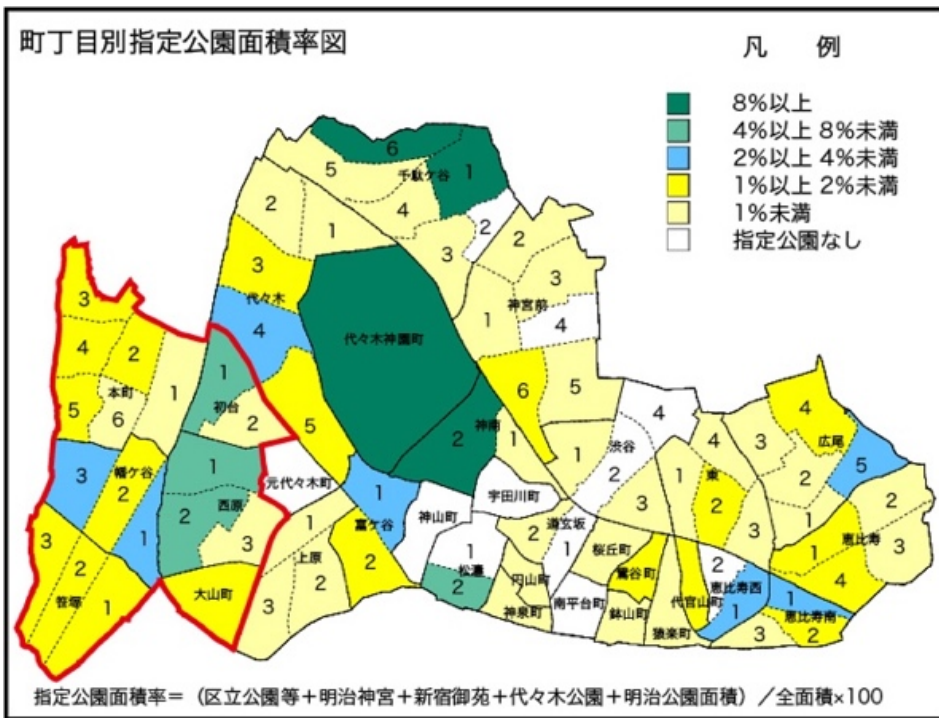 町丁目別指定公園面積率図
凡 例
8%以上
4%以上 8%未満
2%以上 4%未満
1%以上 2%未満
1%未満
指定公園なし
6
5
千駄ケ谷
1
2
4
2
1
3
2
3
3
代々木
4
代々木神園町
神宮前
1
4
3
4
2
本町
1
5
6
1
初台
2
5
6
5
2
神南
1
1
4
渋谷
2
3
4
1
東
2
3
3
4
広尾
5
2
3
幡ケ谷
2
1
1
2
西原
3
元代々木町
1
富ケ谷
2
神山町
宇田川町
1
松濤
2
2
道玄坂
1
円山町
神泉町
南平台町
桜丘町
鶯谷町
鉢山町
猿楽町
代官山町
2
恵比寿西
1
1
恵比寿南
3
2
1
恵比寿
2
3
4
3
2
笹塚
1
大山町
1
上原
2
3
指定公園面積率＝（区立公園等＋明治神宮＋新宿御苑＋代々木公園＋明治公園面積）／全面積×100